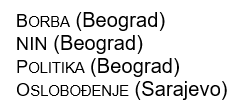 BORBA (Beograd)
NIN (Beograd)
POLITIKA (Beograd)
OSLOBOĐENJE (Sarajevo)